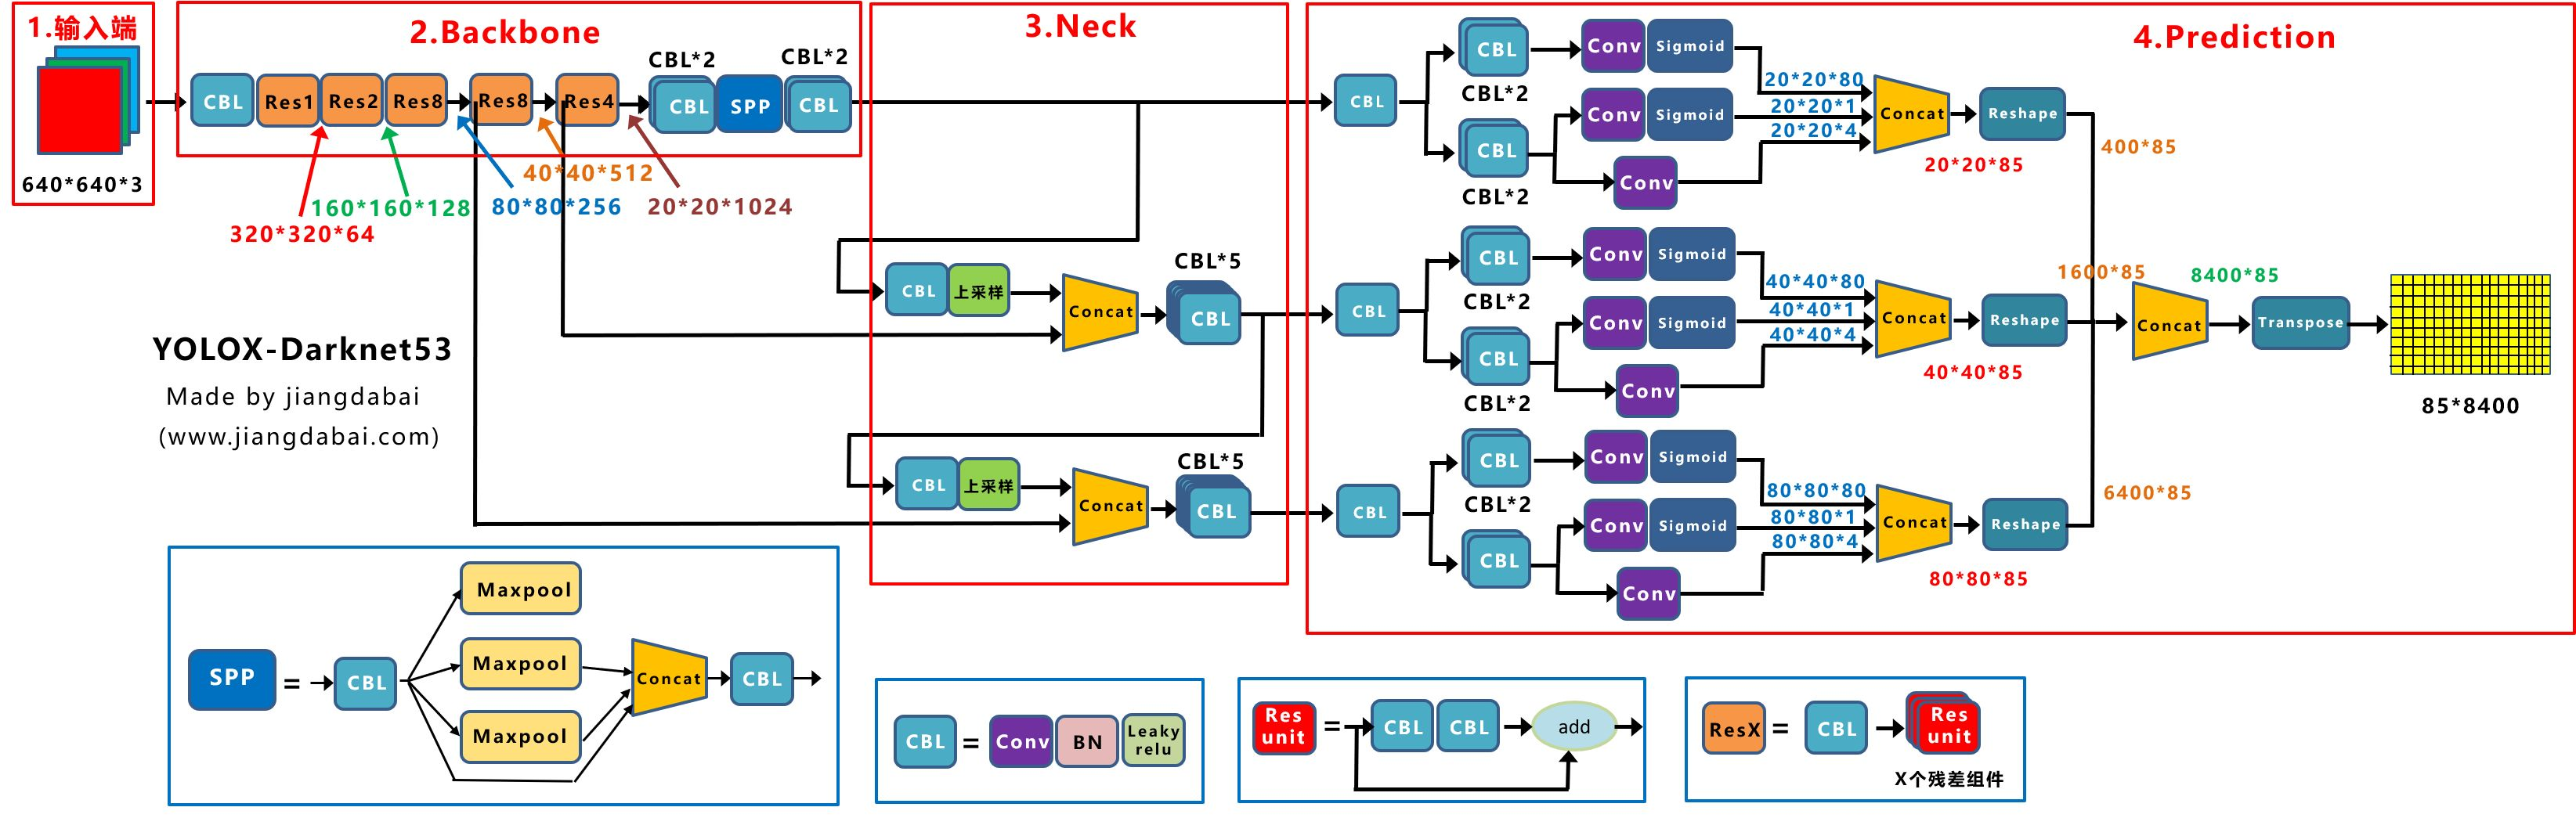 1.输入端
640*640*3
2.Backbone
CBL
Res1
Res2
Res8
Res8
Res4
CBL*2
CBL
SPP
CBL*2
CBL
320*320*64
160*160*128
80*80*256
40*40*512
20*20*1024
3.Neck
CBL
上采样
Concat
CBL*5
CBL
CBL
上采样
Concat
CBL*5
CBL
4.Prediction
CBL
CBL
CBL*2
Conv
Sigmoid
CBL
CBL*2
Conv
Sigmoid
Conv
20*20*80
20*20*1
20*20*4
Concat
20*20*85
Reshape
400*85
CBL
CBL
CBL*2
Conv
Sigmoid
CBL
CBL*2
Conv
Sigmoid
Conv
40*40*80
40*40*1
40*40*4
Concat
40*40*85
Reshape
1600*85
CBL
CBL
CBL*2
Conv
Sigmoid
CBL
Conv
Sigmoid
Conv
80*80*80
80*80*1
80*80*4
Concat
80*80*85
Reshape
6400*85
Concat
8400*85
Transpose
85*8400
YOLOX-Darknet53
Made by jiangdabai
(www.jiangdabai.com)
SPP
=
CBL
Maxpool
Maxpool
Maxpool
Concat
CBL
CBL
=
Conv
BN
Leaky
relu
Res
unit
=
CBL
CBL
add
ResX
=
CBL
Res
unit
X个残差组件